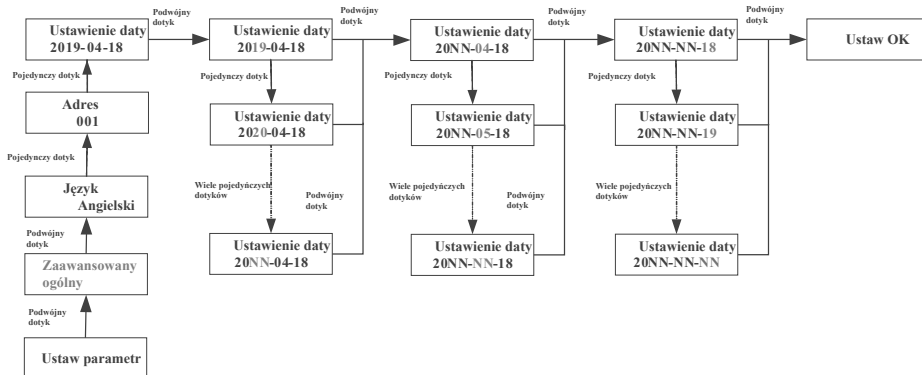 Podwójny
dotyk
Podwójny
dotyk
Podwójny
dotyk
Podwójny
dotyk
Ustawienie daty
2019-04-18
Ustawienie daty
2019-04-18
Ustawienie daty
20NN-04-18
Ustawienie daty
20NN-NN-18
Ustaw OK
Pojedynczy dotyk
Pojedynczy dotyk
Pojedynczy dotyk
Pojedynczy dotyk
Adres
001
Ustawienie daty
2020-04-18
Ustawienie daty
20NN-05-18
Ustawienie daty
20NN-NN-19
Pojedynczy dotyk
Język
Angielski
Wiele pojedyńczych
dotyków
Podwójny
dotyk
Wiele pojedyńczych
dotyków
Podwójny
dotyk
Wiele pojedyńczych
dotyków
Podwójny
dotyk
Ustawienie daty
20NN-04-18
Ustawienie daty
20NN-NN-18
Ustawienie daty
20NN-NN-NN
Zaawansowany
ogólny
Podwójny
dotyk
Ustaw parametr